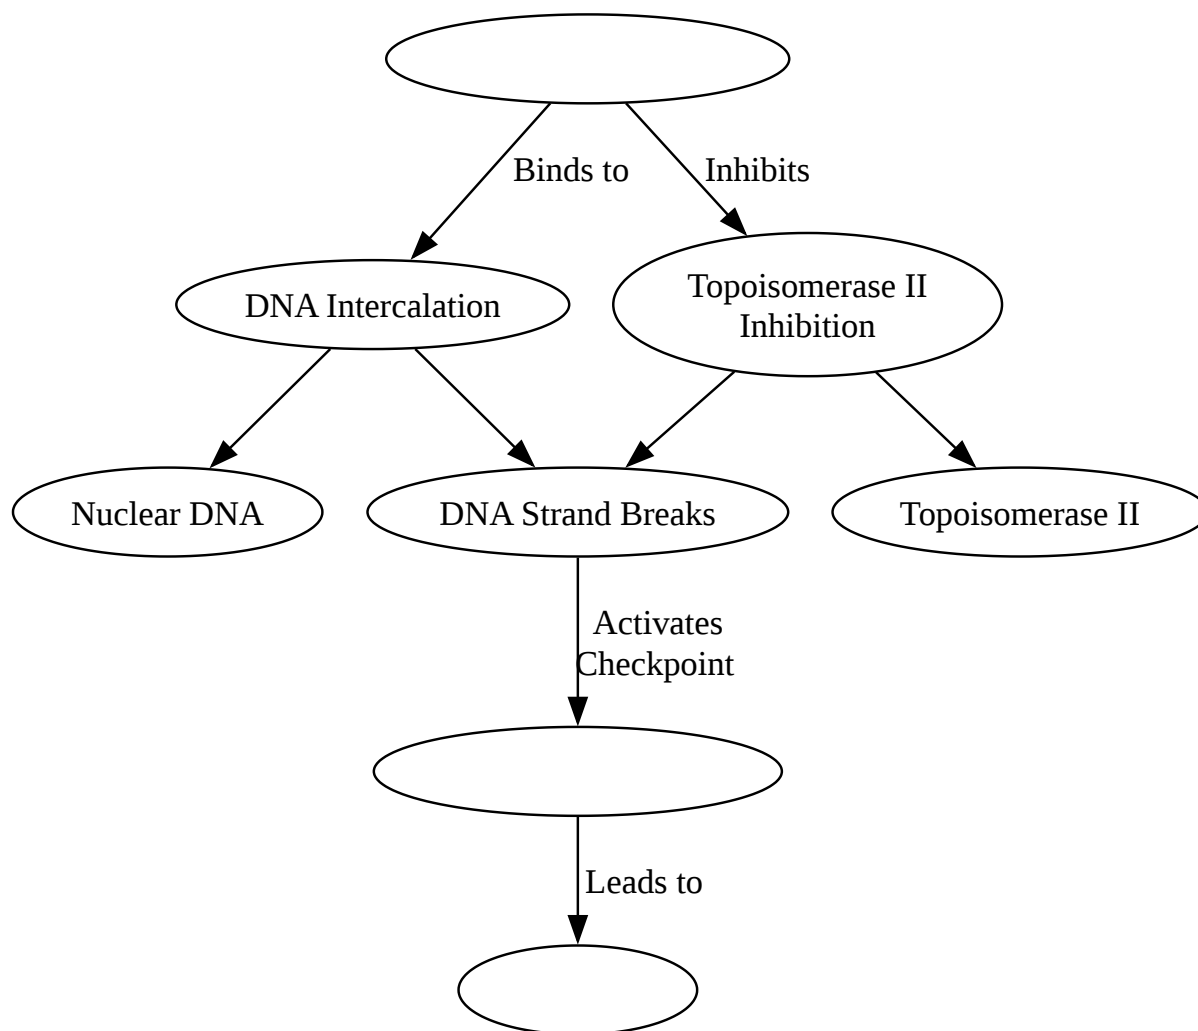 Binds to
Inhibits
DNA Intercalation
Topoisomerase II
Inhibition
Nuclear DNA
DNA Strand Breaks
Topoisomerase II
Activates
Checkpoint
Leads to